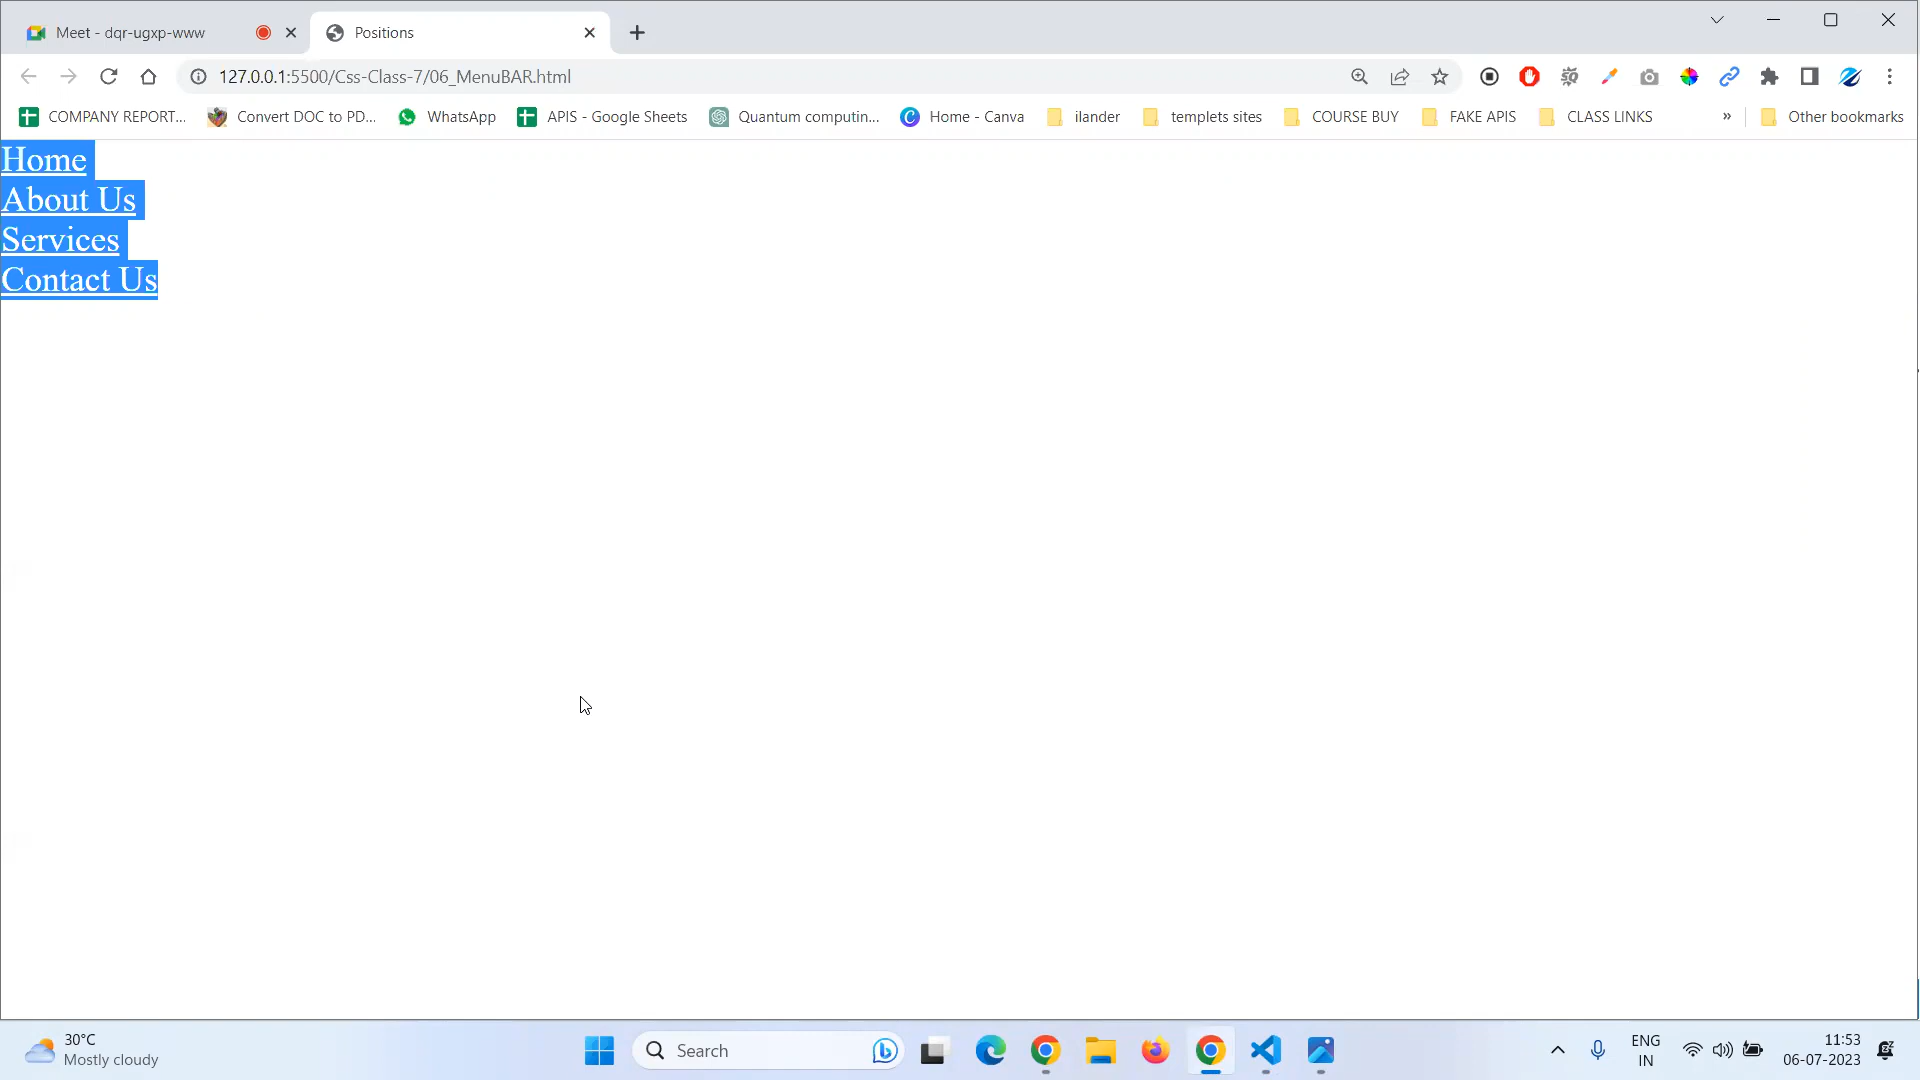 Meet - dqr-ugxp-www
Positions
127.0.0.1:5500/Css-Class-7/06_MenuBAR.html
COMPANY REPORT... Convert DOC to PD... WhatsApp APIS - Google Sheets Quantum computin... Home - Canva ilander templets sites COURSE BUY FAKE APIS CLASS LINKS » Other bookmarks
Home
About Us
Services
Contact Us
30°C
Mostly cloudy
Search
ENG
IN
11:53
06-07-2023